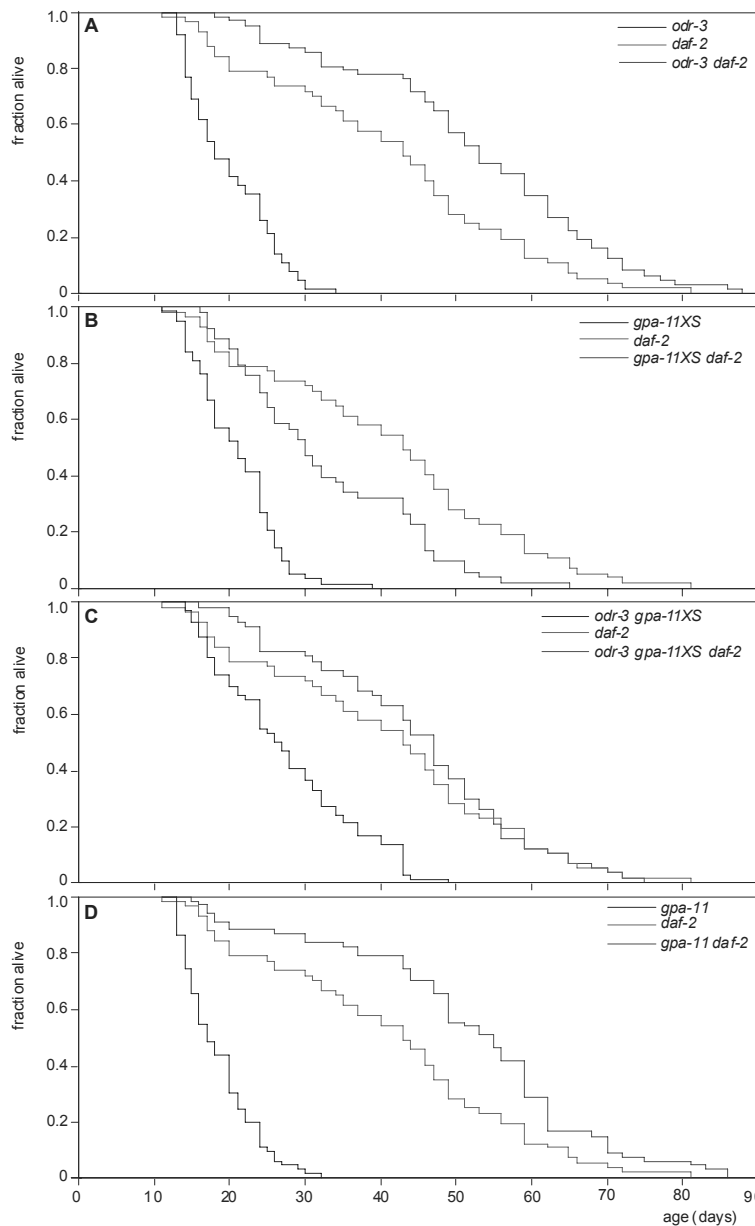 A
odr-3
daf-2
odr-3 daf-2
fraction alive
1.0
0.8
0.6
0.4
0.2
0
B
gpa-11XS
daf-2
gpa-11XS daf-2
fraction alive
1.0
0.8
0.6
0.4
0.2
0
C
odr-3 gpa-11XS
daf-2
odr-3 gpa-11XS daf-2
fraction alive
1.0
0.8
0.6
0.4
0.2
0
D
gpa-11
daf-2
gpa-11 daf-2
fraction alive
1.0
0.8
0.6
0.4
0.2
0
0 10 20 30 40 50 60 70 80 90
age (days)